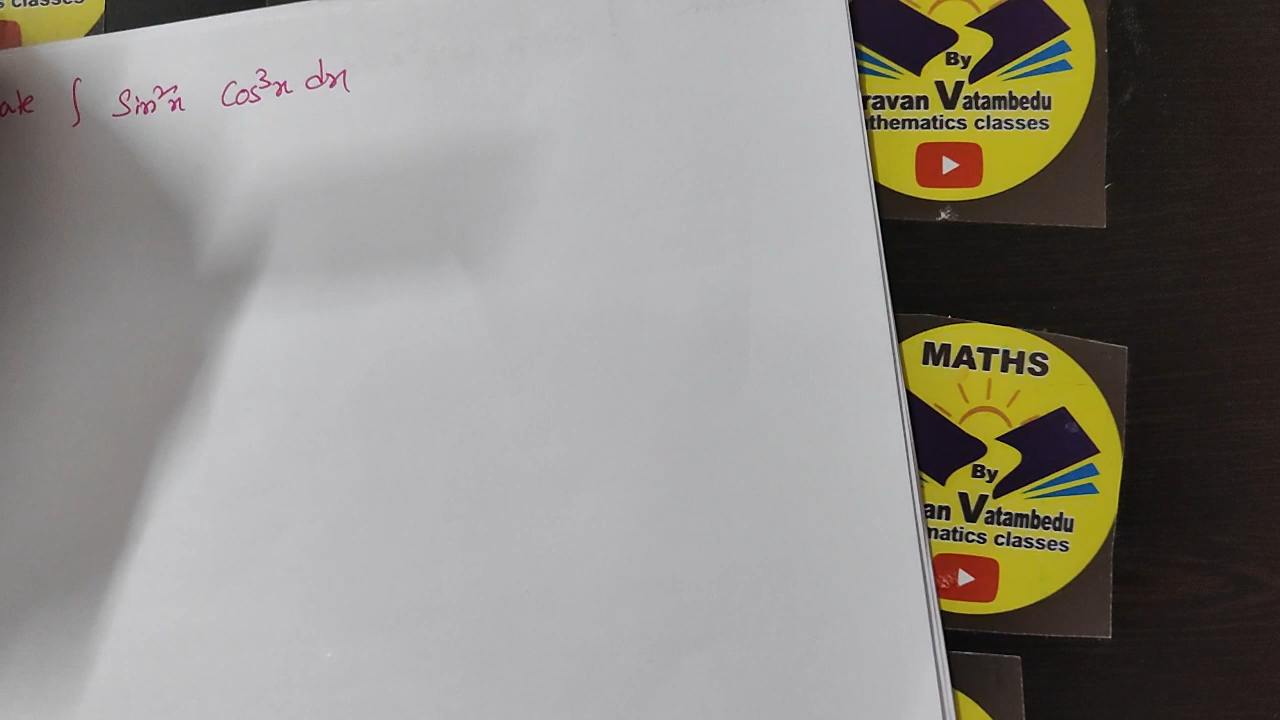 s classes
ate ∫ Sin²x Cos³x dx
By
ravan Vatambedu
thematics classes
MATHS
By
an Vatambedu
matics classes